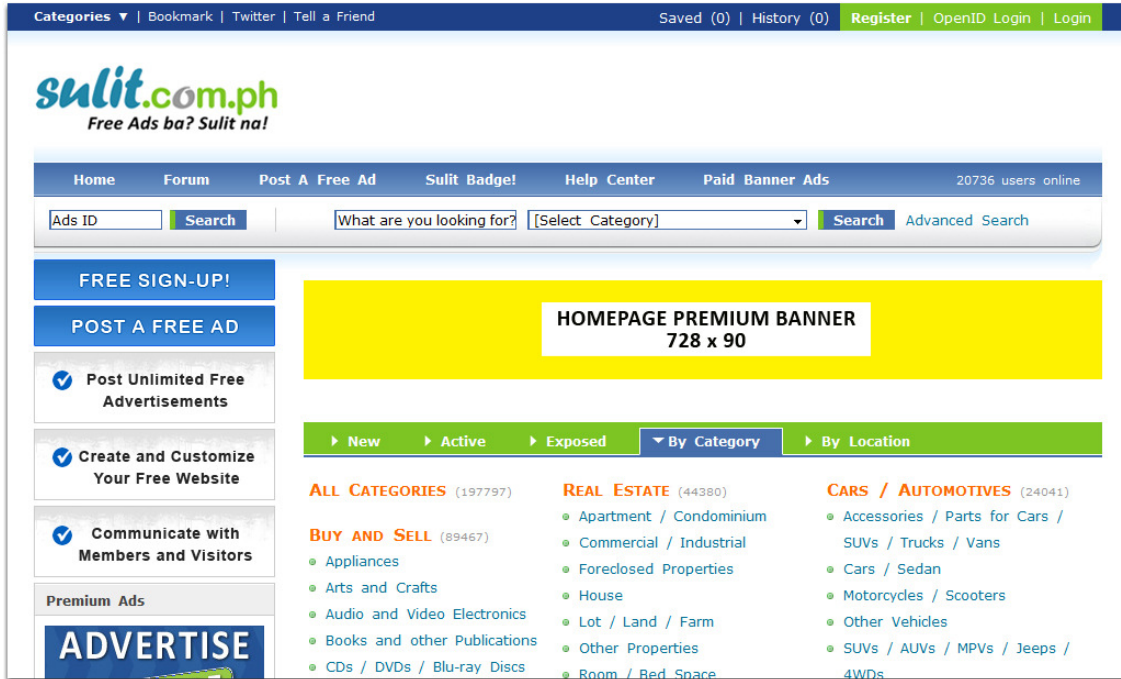 Categories ▼ | Bookmark | Twitter | Tell a Friend
Saved (0) | History (0) Register | OpenID Login | Login
sulit.com.ph
Free Ads ba? Sulit na!
Home Forum Post A Free Ad Sulit Badge! Help Center Paid Banner Ads 20736 users online
Ads ID Search What are you looking for? [Select Category] Search Advanced Search
FREE SIGN-UP!
POST A FREE AD
Post Unlimited Free
Advertisements
Create and Customize
Your Free Website
Communicate with
Members and Visitors
Premium Ads
ADVERTISE
HOMEPAGE PREMIUM BANNER
728 x 90
New Active Exposed By Category By Location
ALL CATEGORIES (197797)
BUY AND SELL (89467)
Appliances
Arts and Crafts
Audio and Video Electronics
Books and other Publications
CDs / DVDs / Blu-ray Discs
REAL ESTATE (44380)
Apartment / Condominium
Commercial / Industrial
Foreclosed Properties
House
Lot / Land / Farm
Other Properties
Room / Bed Space
CARS / AUTOMOTIVES (24041)
Accessories / Parts for Cars /
SUVs / Trucks / Vans
Cars / Sedan
Motorcycles / Scooters
Other Vehicles
SUVs / AUVs / MPVs / Jeeps /
4WDs